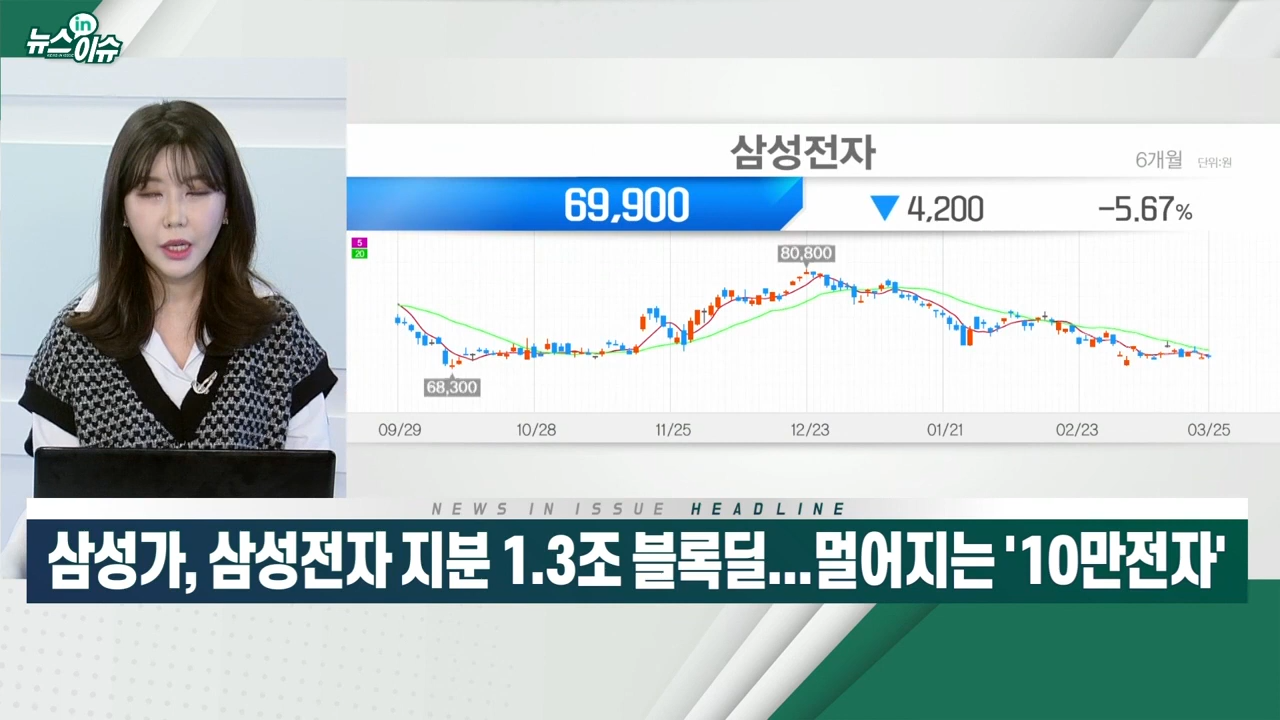 뉴스in이슈
삼성전자
6개월 단위:원
69,900 ▼ 4,200 -5.67%
5
20
80,800
68,300
09/29 10/28 11/25 12/23 01/21 02/23 03/25
NEWS IN ISSUE HEADLINE
삼성가, 삼성전자 지분 1.3조 블록딜...멀어지는 '10만전자'